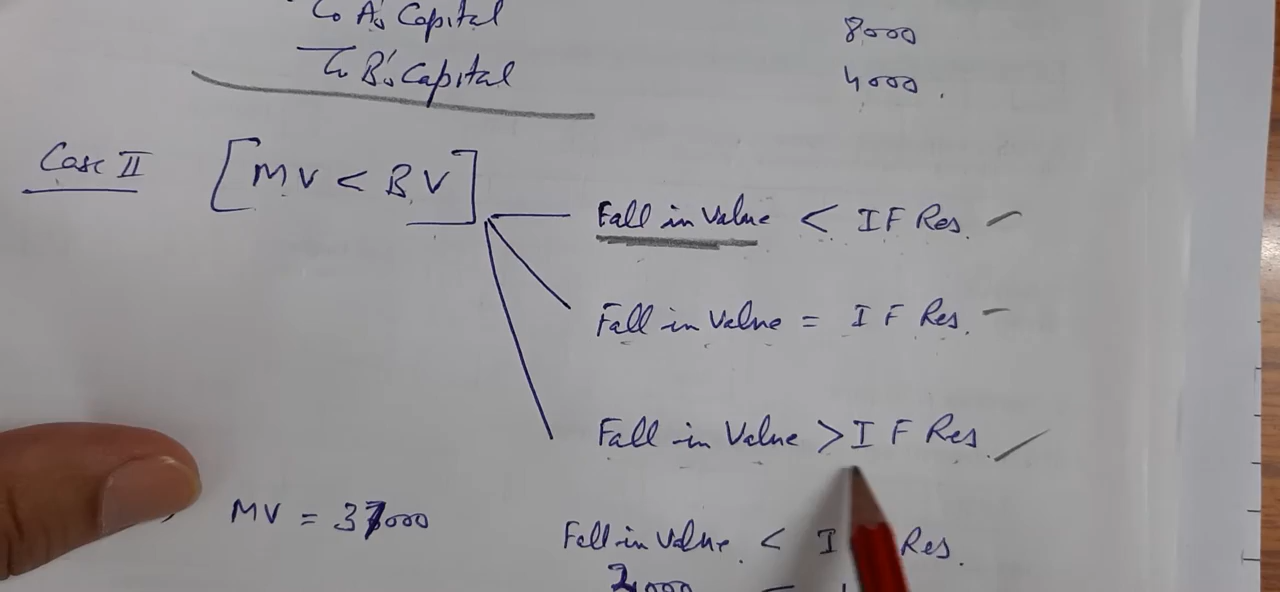 To A's Capital 8000
To B's Capital 4000.
Case II [MV < BV]
Fall in Value < IF Res.
Fall in Value = IF Res.
Fall in Value > IF Res.
MV = 37000
Fall in Value < I Res.